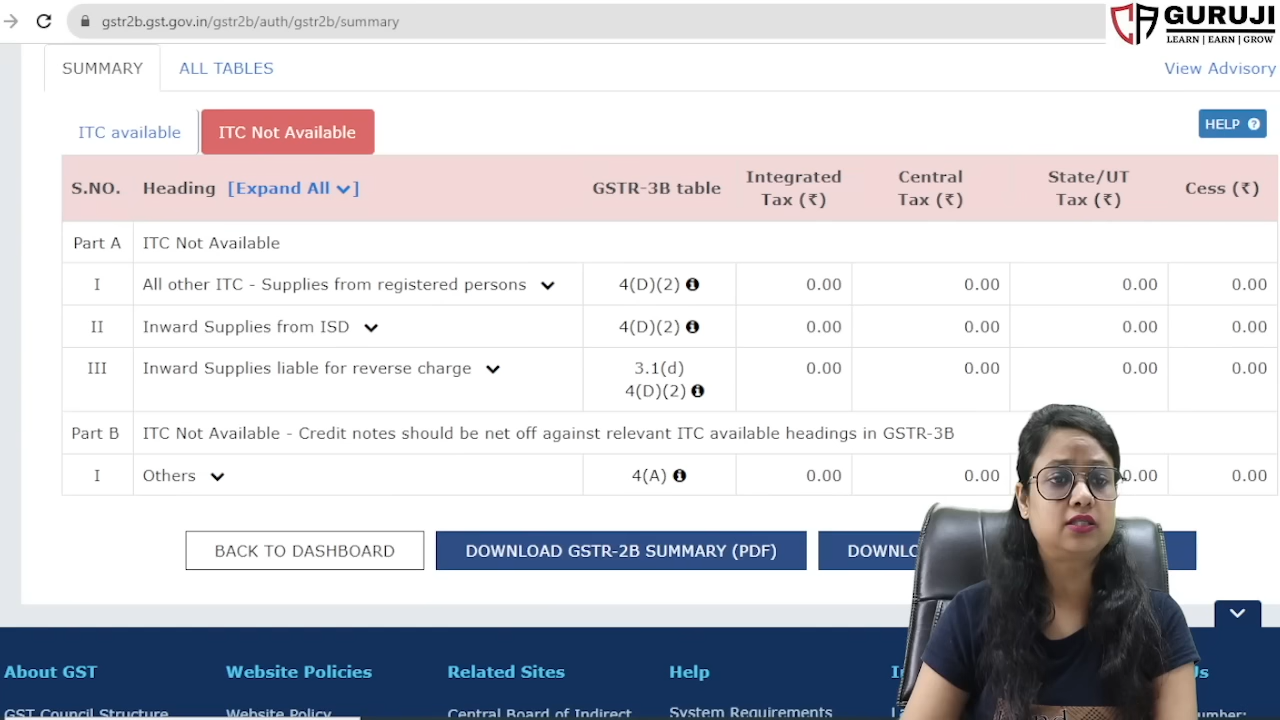 gstr2b.gst.gov.in/gstr2b/auth/gstr2b/summary
GURUJI
LEARN | EARN | GROW
SUMMARY
ALL TABLES
View Advisory
ITC available
ITC Not Available
HELP
S.NO.
Heading [Expand All ]
GSTR-3B table
Integrated
Tax (₹)
Central
Tax (₹)
State/UT
Tax (₹)
Cess (₹)
Part A
ITC Not Available
I
All other ITC - Supplies from registered persons
4(D)(2)
0.00
0.00
0.00
0.00
II
Inward Supplies from ISD
4(D)(2)
0.00
0.00
0.00
0.00
III
Inward Supplies liable for reverse charge
3.1(d)
4(D)(2)
0.00
0.00
0.00
0.00
Part B
ITC Not Available - Credit notes should be net off against relevant ITC available headings in GSTR-3B
I
Others
4(A)
0.00
0.00
0.00
0.00
BACK TO DASHBOARD
DOWNLOAD GSTR-2B SUMMARY (PDF)
About GST
Website Policies
Related Sites
Help
GST Council Structure
Website Policy
Central Board of Indirect
System Requirements